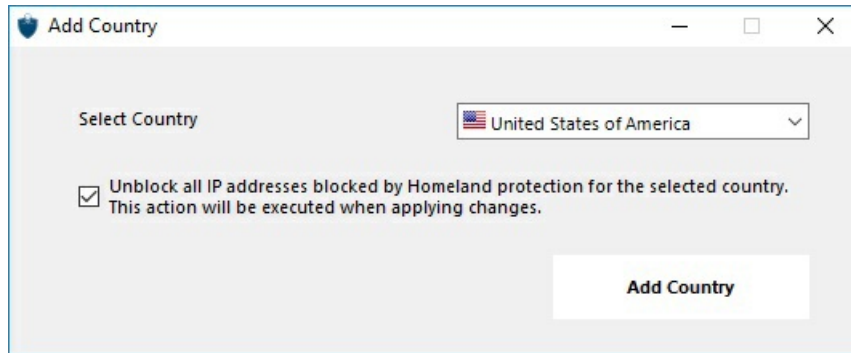 Add Country
Select Country
United States of America
Unblock all IP addresses blocked by Homeland protection for the selected country.
This action will be executed when applying changes.
Add Country